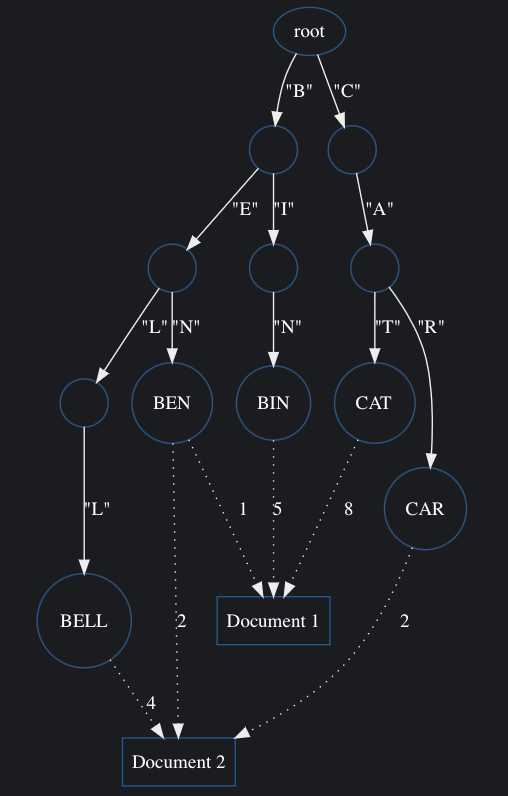 root
"B"
"C"
"E"
"I"
"A"
"L"
"N"
"N"
"T"
"R"
BEN
BIN
CAT
"L"
1
5
8
CAR
BELL
2
Document 1
2
4
Document 2